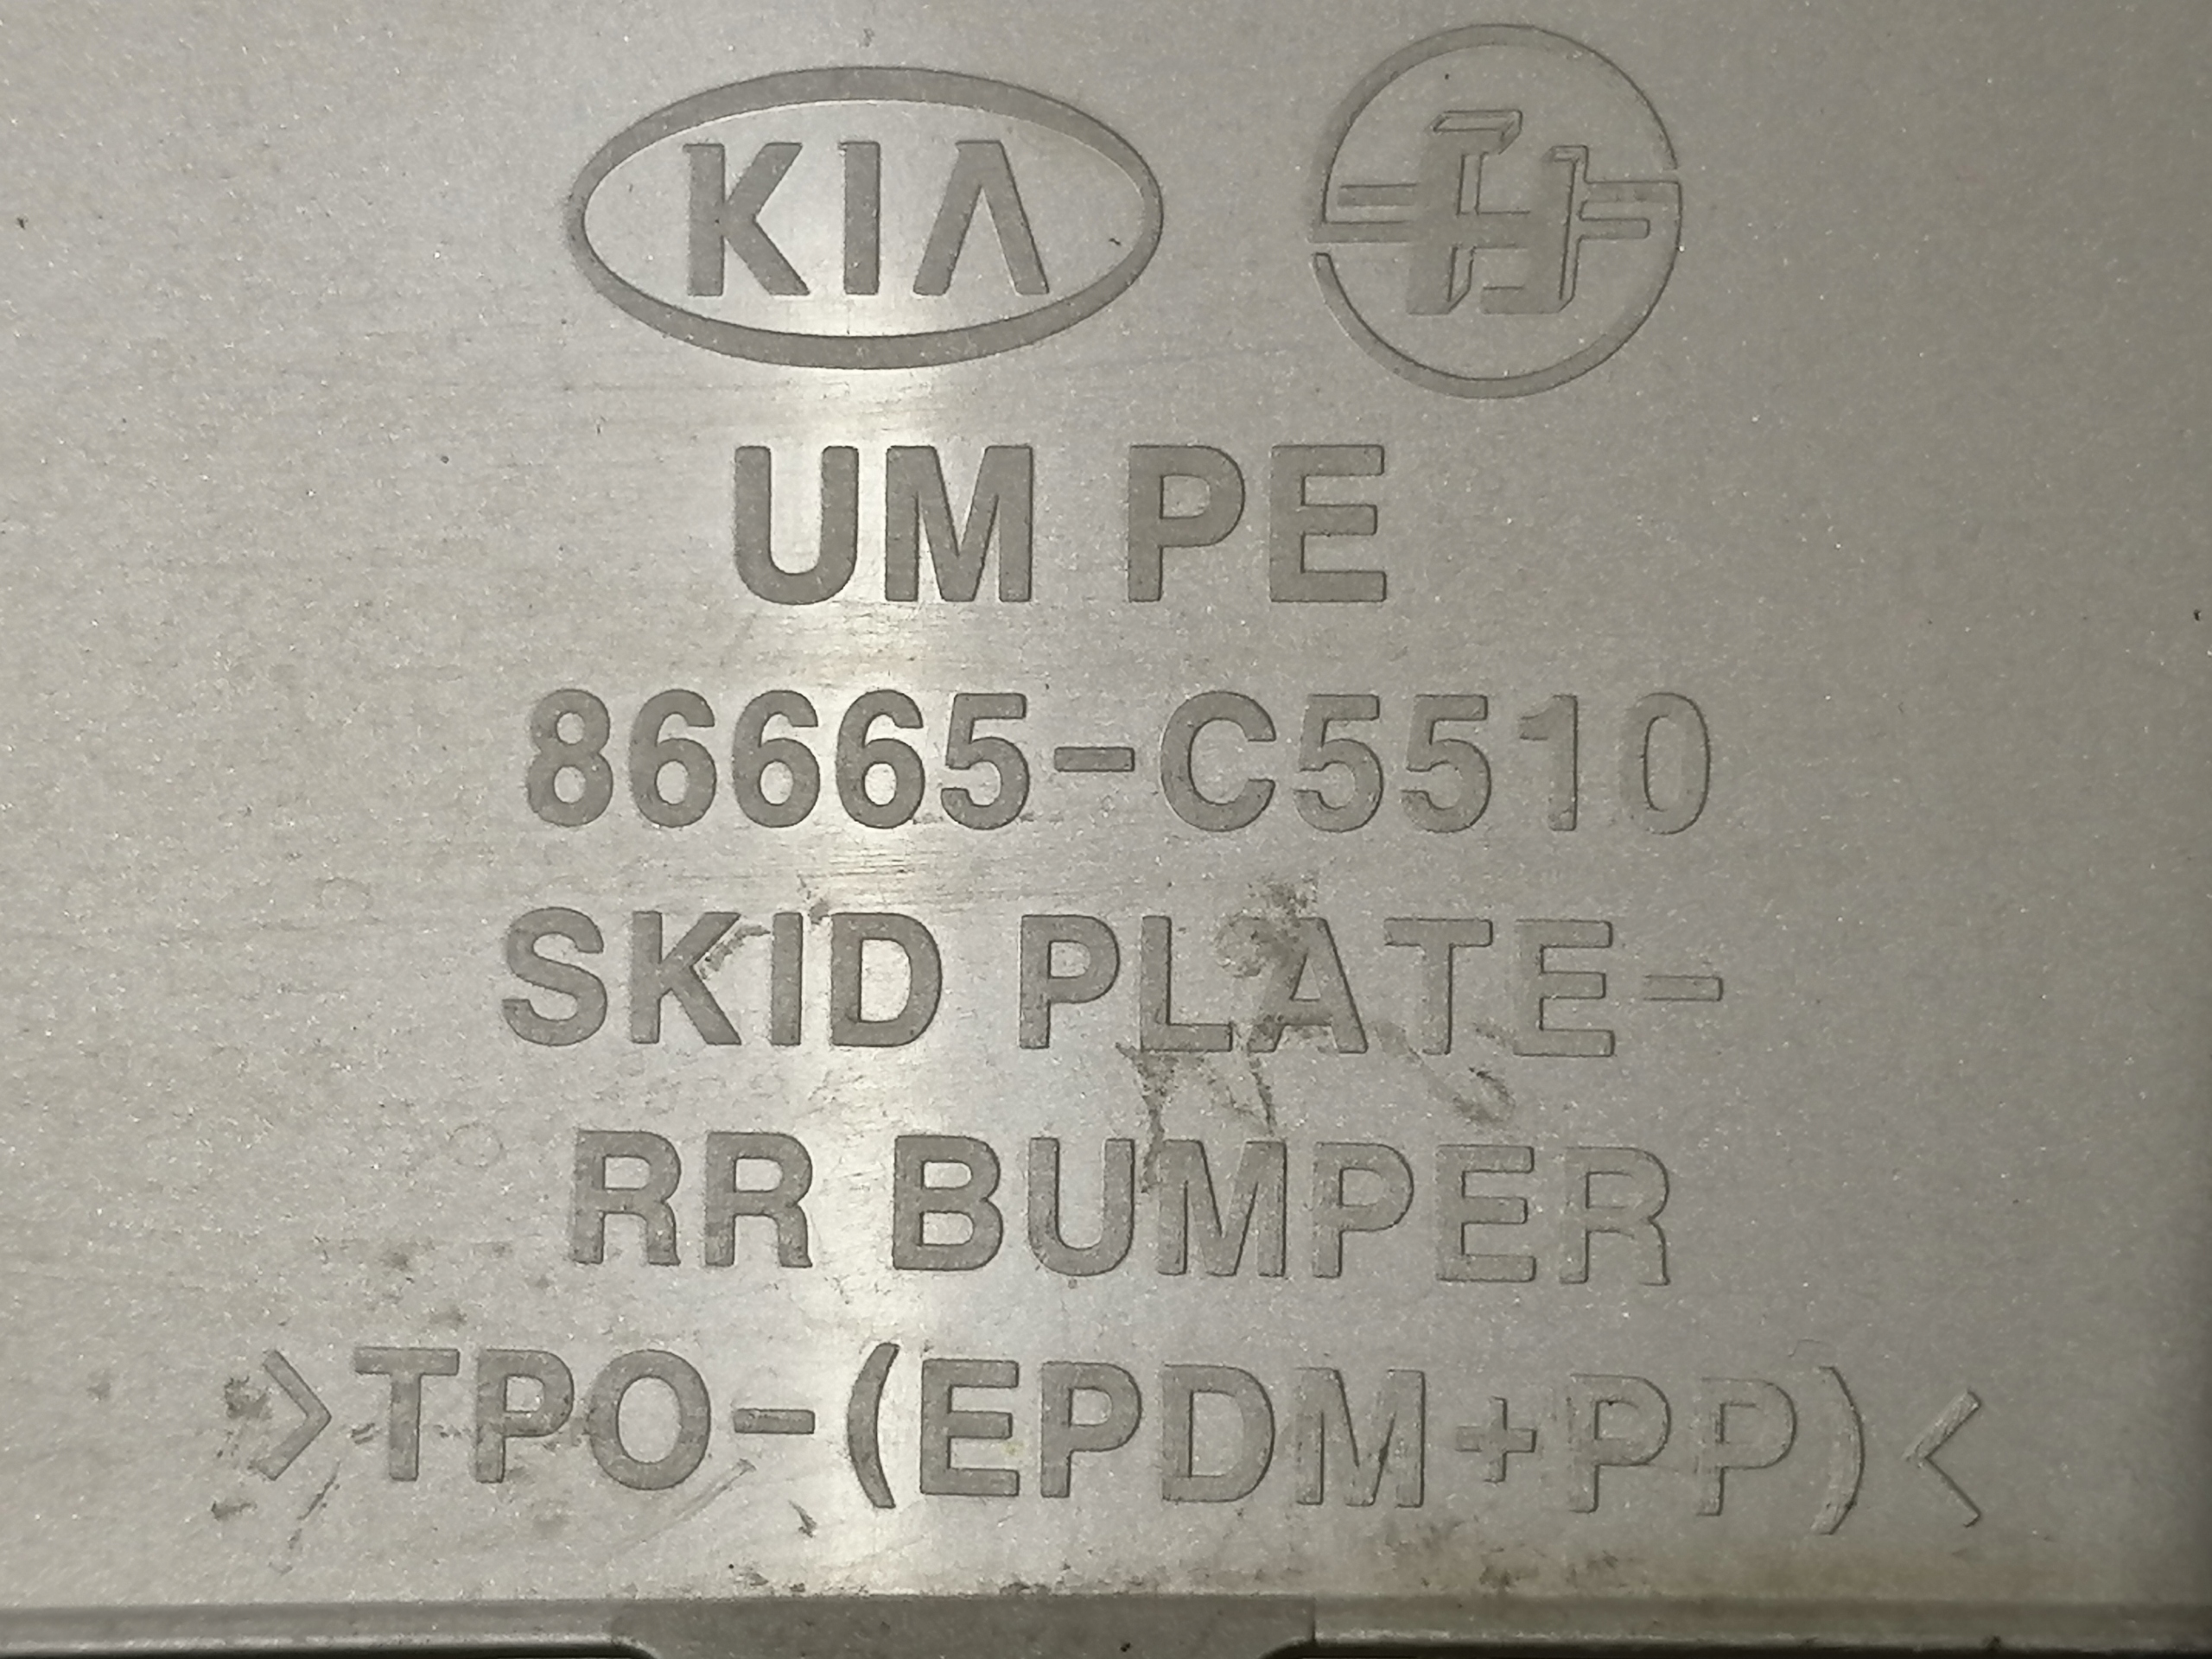 KIA
UM PE
86665-C5510
SKID PLATE-
RR BUMPER
>TPO-(EPDM+PP)<